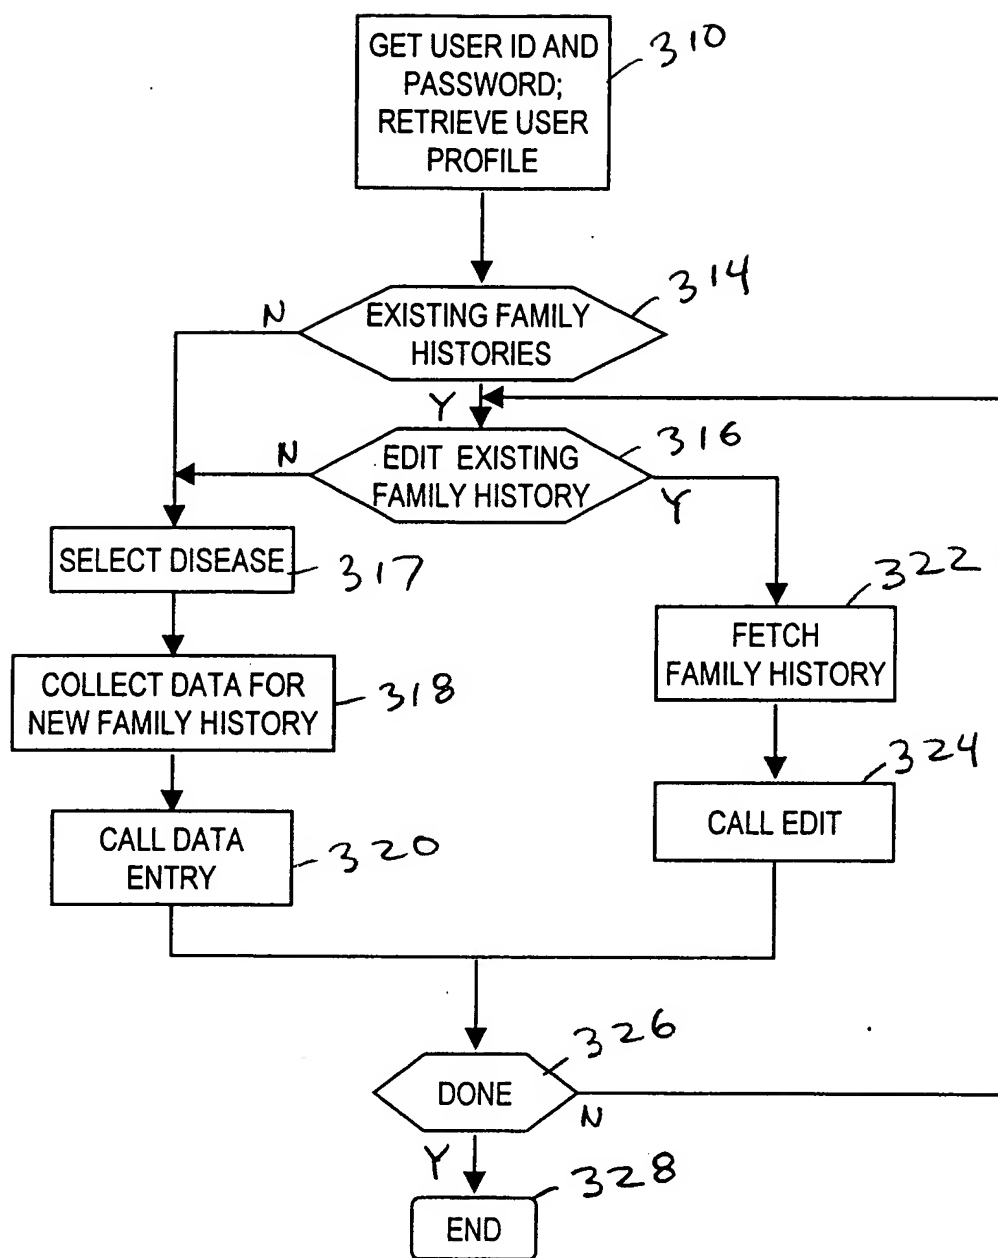 GET USER ID AND
PASSWORD;
RETRIEVE USER
PROFILE
310
EXISTING FAMILY
HISTORIES
314
N
Y
EDIT EXISTING
FAMILY HISTORY
316
N
Y
SELECT DISEASE
317
FETCH
FAMILY HISTORY
322
COLLECT DATA FOR
NEW FAMILY HISTORY
318
CALL EDIT
324
CALL DATA
ENTRY
320
DONE
326
N
Y
END
328